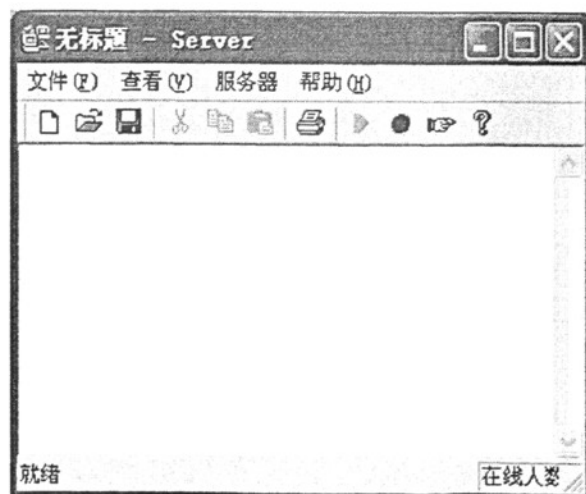 无标题 - Server
文件(F) 查看(V) 服务器 帮助(H)
就绪 在线人数